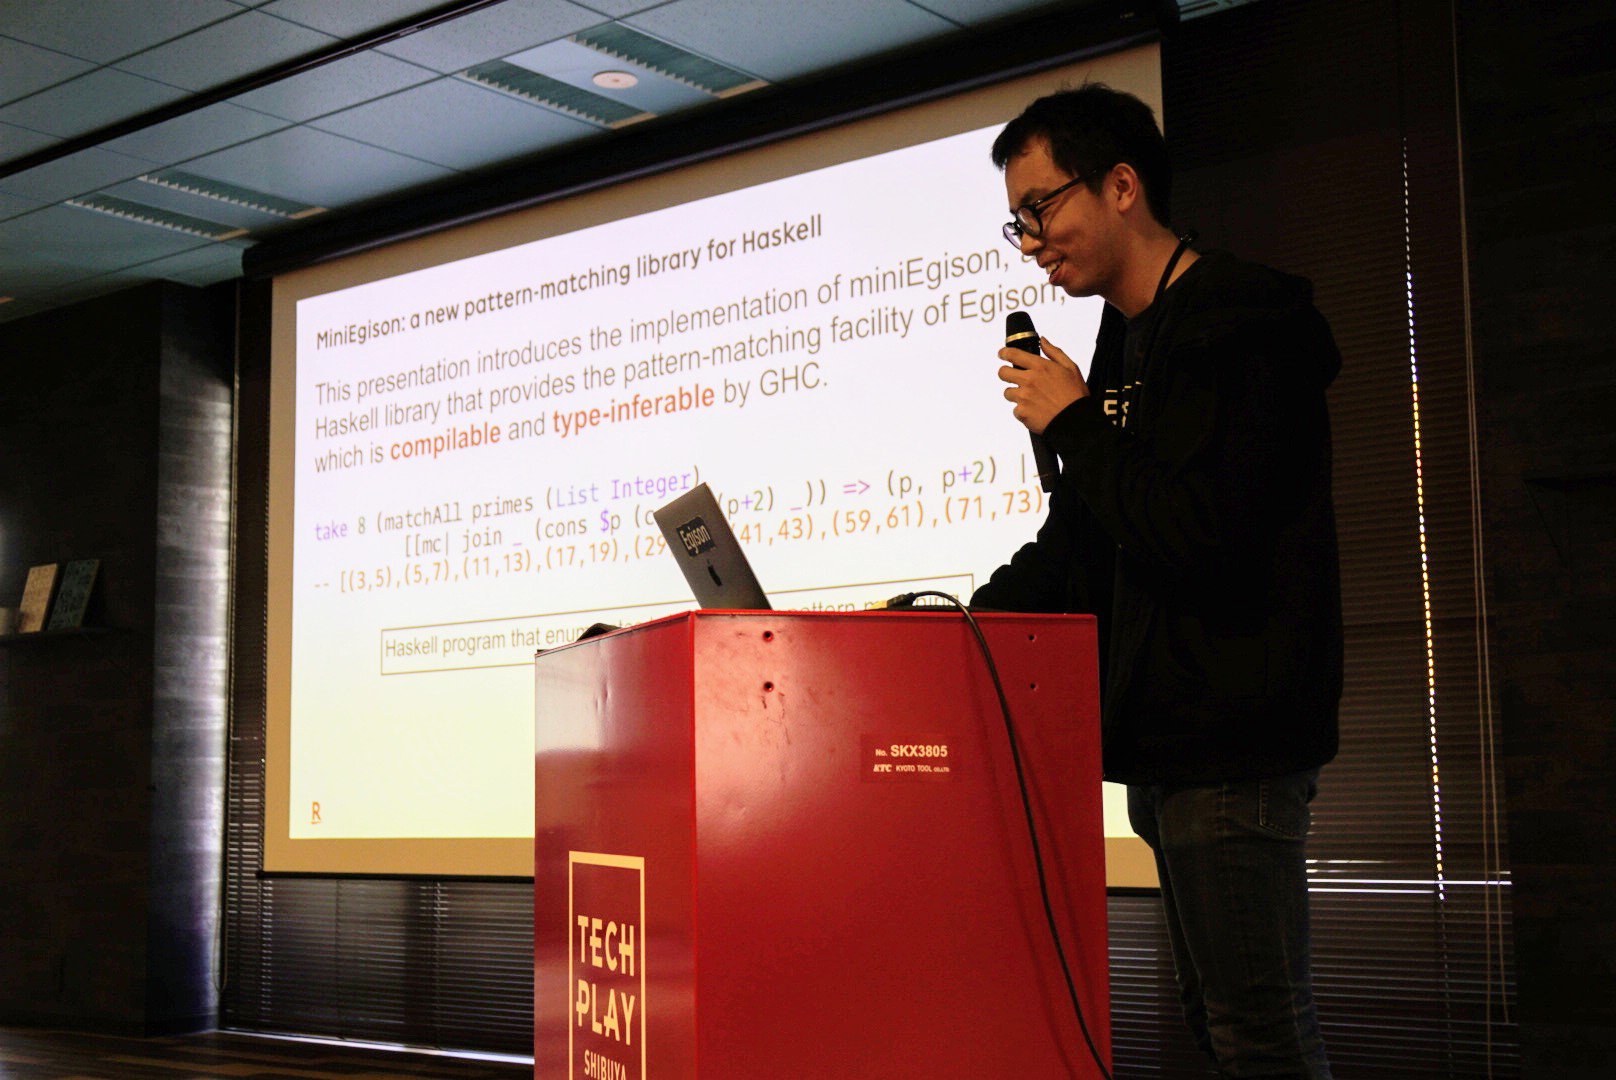 MiniEgison: a new pattern-matching library for Haskell
This presentation introduces the implementation of miniEgison, a
Haskell library that provides the pattern-matching facility of Egison,
which is compilable and type-inferable by GHC.
take 8 (matchAll primes (List Integer)
[[mc| join _ (cons $p (c (p+2) _)) => (p, p+2) |
-- [(3,5),(5,7),(11,13),(17,19),(29 41,43),(59,61),(71,73)
Haskell program that pattern
R
Egison
No. SKX3805
KTC KYOTO TOOL CO.,LTD.
TECH
PLAY
SHIBUYA